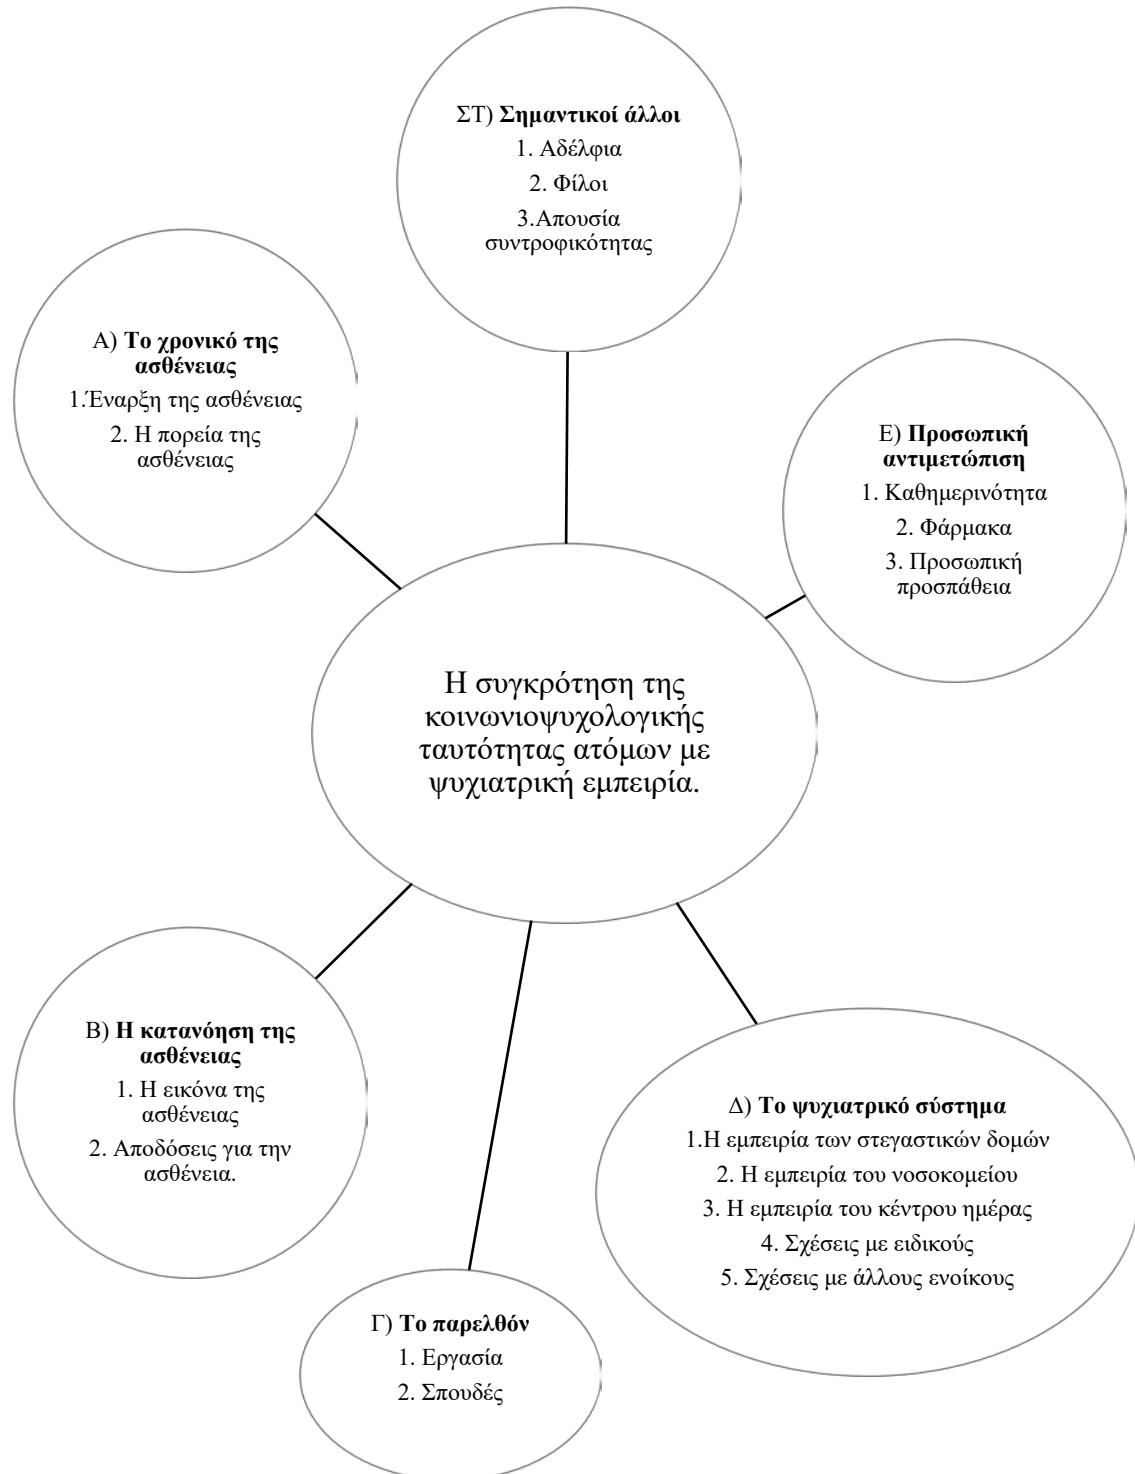 ΣΤ) Σημαντικοί άλλοι
1. Αδέλφια
2. Φίλοι
3.Απουσία
συντροφικότητας
Α) Το χρονικό της
ασθένειας
1.Έναρξη της ασθένειας
2. Η πορεία της
ασθένειας
Ε) Προσωπική
αντιμετώπιση
1. Καθημερινότητα
2. Φάρμακα
3. Προσωπική
προσπάθεια
Η συγκρότηση της
κοινωνιοψυχολογικής
ταυτότητας ατόμων με
ψυχιατρική εμπειρία.
Β) Η κατανόηση της
ασθένειας
1. Η εικόνα της
ασθένειας
2. Αποδόσεις για την
ασθένεια.
Δ) Το ψυχιατρικό σύστημα
1.Η εμπειρία των στεγαστικών δομών
2. Η εμπειρία του νοσοκομείου
3. Η εμπειρία του κέντρου ημέρας
4. Σχέσεις με ειδικούς
5. Σχέσεις με άλλους ενοίκους
Γ) Το παρελθόν
1. Εργασία
2. Σπουδές